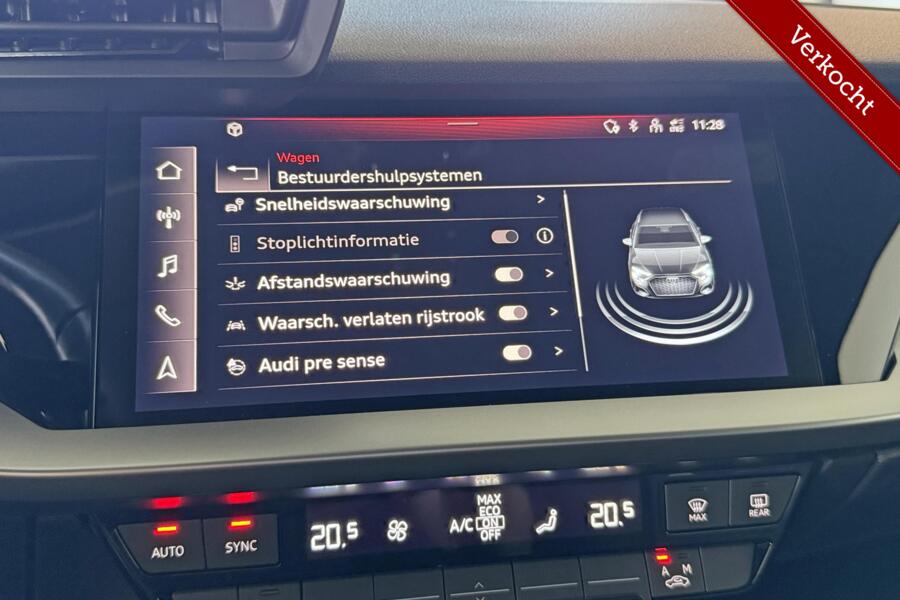 Verkocht
11:28
Wagen
Bestuurdershulpsystemen
Snelheidswaarschuwing
Stoplichtinformatie
Afstandswaarschuwing
Waarsch. verlaten rijstrook
Audi pre sense
MAX
ECO
A/C ON
OFF
20.5
20.5
AUTO
SYNC
MAX
REAR
A M